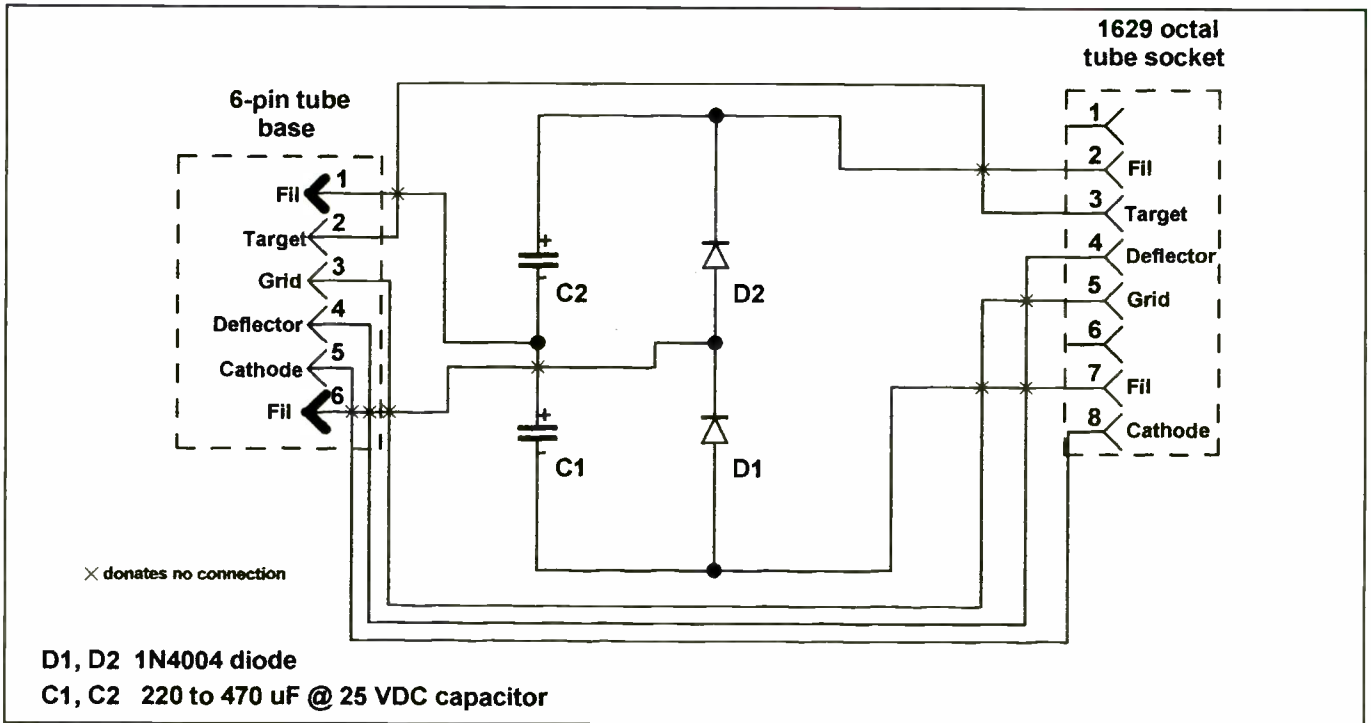 1629 octal
tube socket
6-pin tube
base
Fil 1
Target 2
Grid 3
Deflector 4
Cathode 5
Fil 6
+
-
C2
+
-
C1
D2
D1
1
2 Fil
3 Target
4 Deflector
5 Grid
6
7 Fil
8 Cathode
donates no connection
D1, D2 1N4004 diode
C1, C2 220 to 470 uF @ 25 VDC capacitor